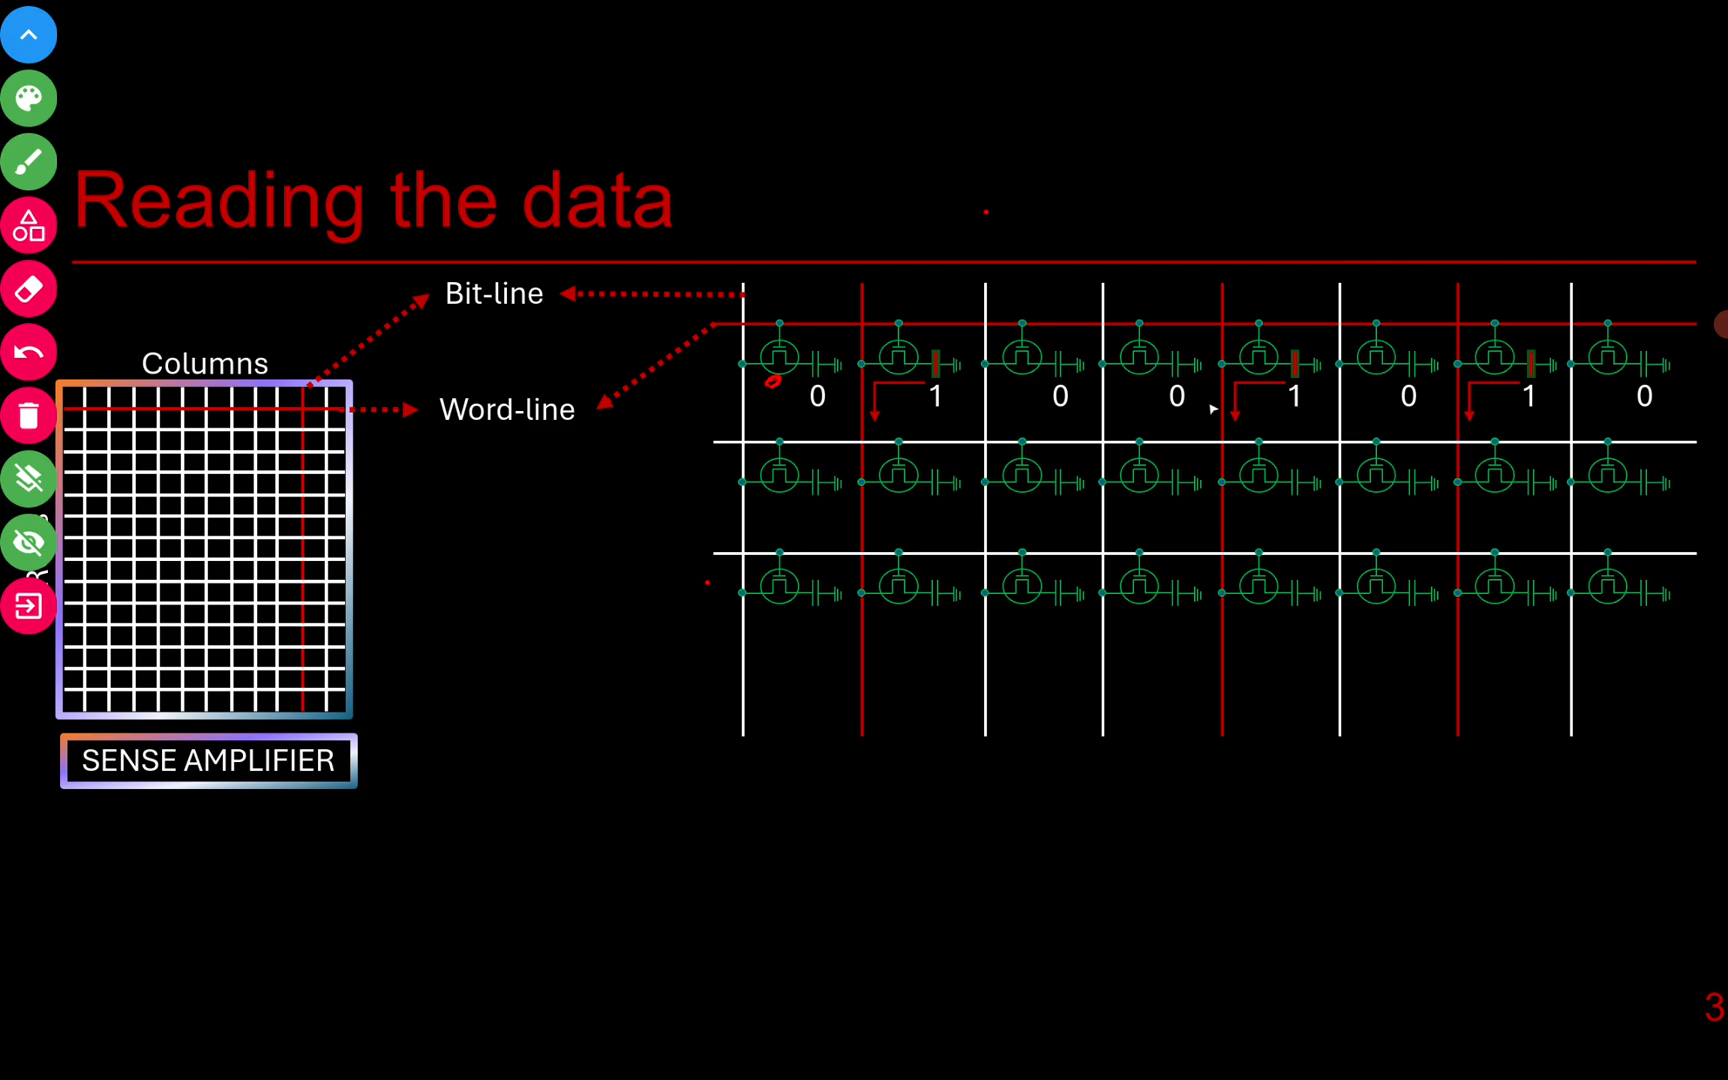 Reading the data
Bit-line
Columns
Word-line
0 1 0 0 1 0 1 0
SENSE AMPLIFIER
3